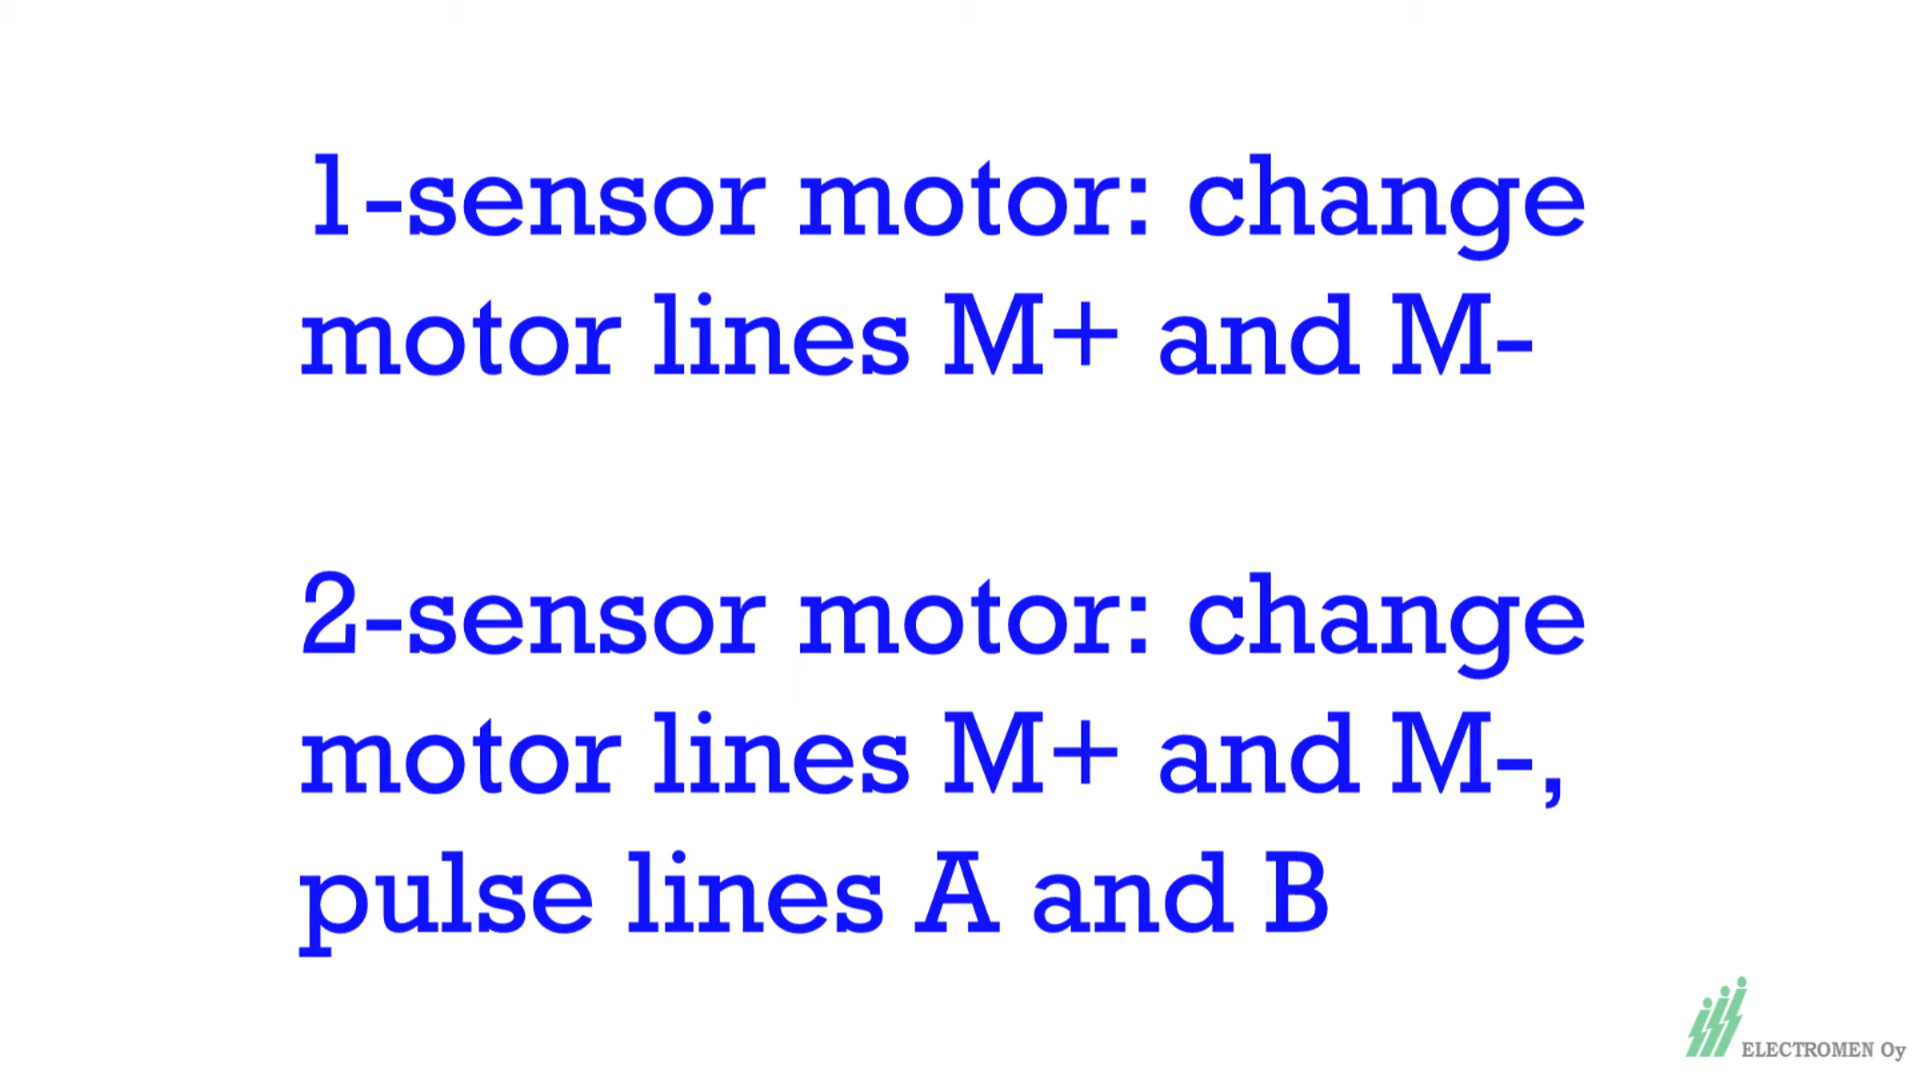 1-sensor motor: change
motor lines M+ and M-
2-sensor motor: change
motor lines M+ and M-,
pulse lines A and B
ELECTROMEN Oy